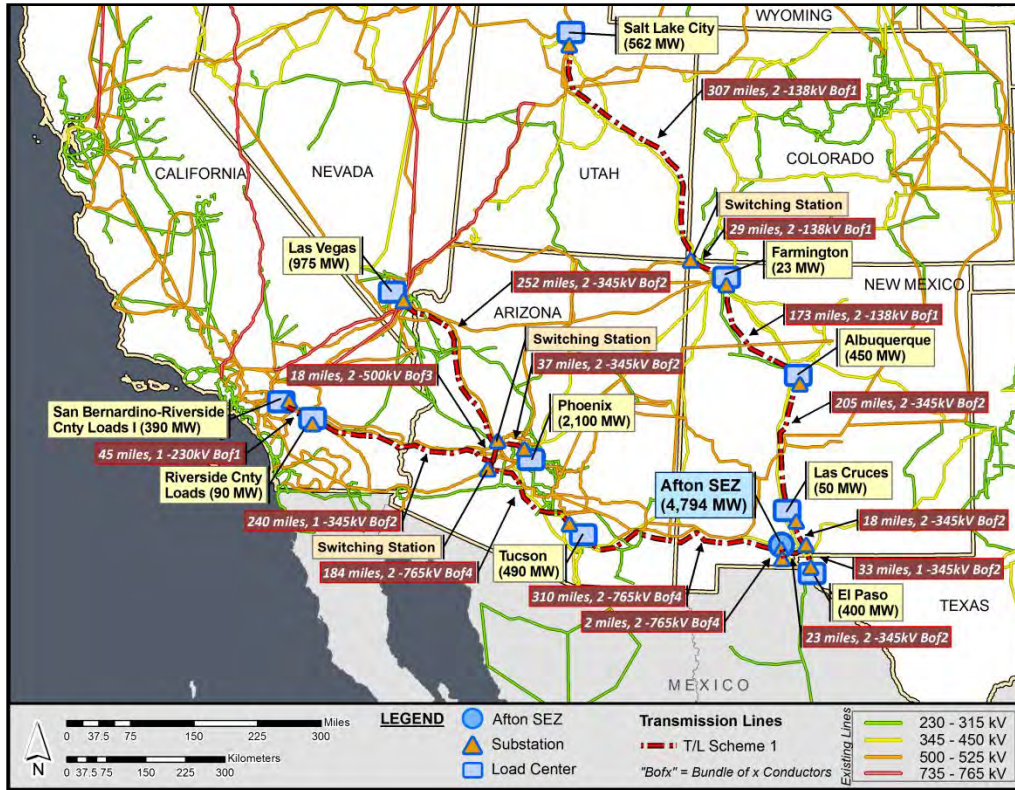 WYOMING
Salt Lake City
(562 MW)
307 miles, 2 -138kV Bof1
CALIFORNIA
NEVADA
UTAH
COLORADO
Switching Station
29 miles, 2 -138kV Bof1
Las Vegas
(975 MW)
Farmington
(23 MW)
252 miles, 2 -345kV Bof2
NEW MEXICO
ARIZONA
173 miles, 2 -138kV Bof1
Switching Station
Albuquerque
(450 MW)
18 miles, 2 -500kV Bof3
37 miles, 2 -345kV Bof2
205 miles, 2 -345kV Bof2
San Bernardino-Riverside
Cnty Loads I (390 MW)
Phoenix
(2,100 MW)
45 miles, 1 -230kV Bof1
Riverside Cnty
Loads (90 MW)
Afton SEZ
(4,794 MW)
Las Cruces
(50 MW)
240 miles, 1 -345kV Bof2
18 miles, 2 -345kV Bof2
Switching Station
Tucson
(490 MW)
184 miles, 2 -765kV Bof4
33 miles, 1 -345kV Bof2
310 miles, 2 -765kV Bof4
El Paso
(400 MW)
TEXAS
2 miles, 2 -765kV Bof4
23 miles, 2 -345kV Bof2
MEXICO
N
Miles
0 37.5 75 150 225 300
Kilometers
0 37.5 75 150 225 300
LEGEND
Afton SEZ
Substation
Load Center
Transmission Lines
T/L Scheme 1
"Bofx" = Bundle of x Conductors
Existing Lines
230 - 315 kV
345 - 450 kV
500 - 525 kV
735 - 765 kV